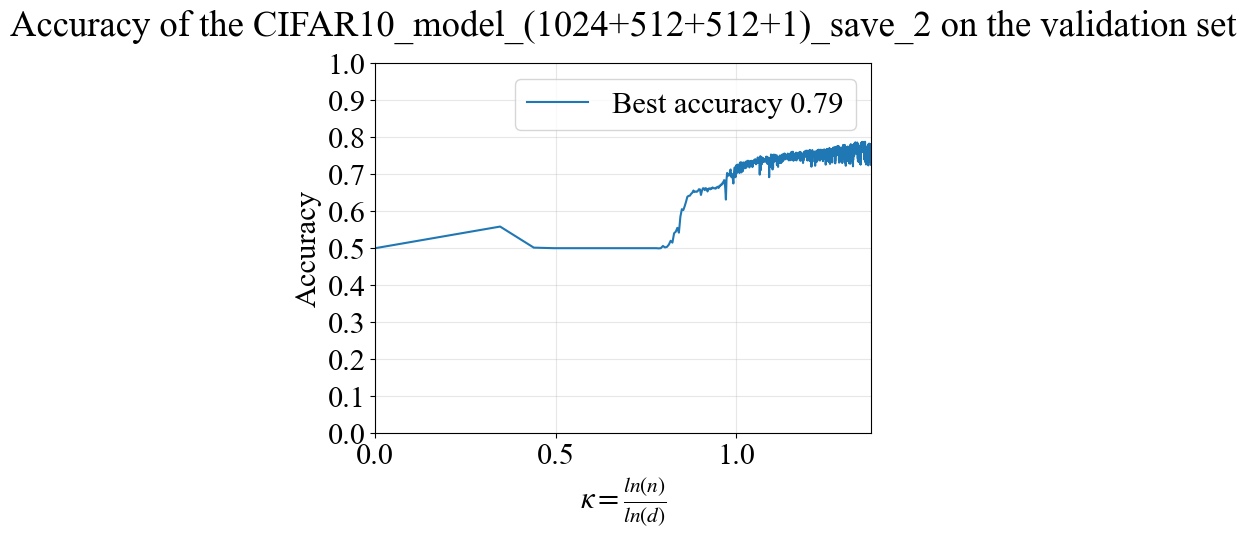 Accuracy of the CIFAR10_model_(1024+512+512+1)_save_2 on the validation set
1.0
Best accuracy 0.79
0.9
0.8
0.7
0.6
0.5
0.4
0.3
0.2
0.1
0.0
Accuracy
0.0 0.5 1.0
κ = ln(n) / ln(d)